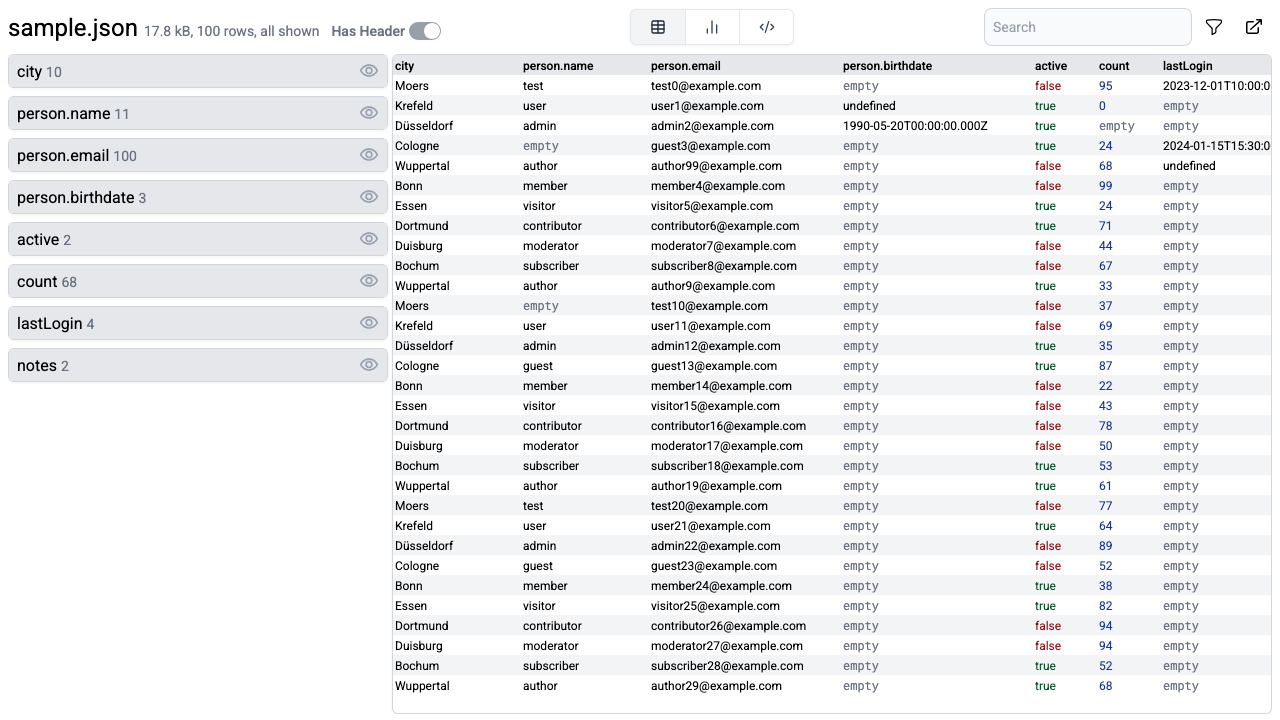 sample.json 17.8 kB, 100 rows, all shown Has Header
Search
city 10
person.name 11
person.email 100
person.birthdate 3
active 2
count 68
lastLogin 4
notes 2
city person.name person.email person.birthdate active count lastLogin
Moers test test0@example.com empty false 95 2023-12-01T10:00:0
Krefeld user user1@example.com undefined true 0 empty
Düsseldorf admin admin2@example.com 1990-05-20T00:00:00.000Z true empty empty
Cologne empty guest3@example.com empty true 24 2024-01-15T15:30:0
Wuppertal author author99@example.com empty false 68 undefined
Bonn member member4@example.com empty false 99 empty
Essen visitor visitor5@example.com empty true 24 empty
Dortmund contributor contributor6@example.com empty true 71 empty
Duisburg moderator moderator7@example.com empty false 44 empty
Bochum subscriber subscriber8@example.com empty false 67 empty
Wuppertal author author9@example.com empty true 33 empty
Moers empty test10@example.com empty false 37 empty
Krefeld user user11@example.com empty false 69 empty
Düsseldorf admin admin12@example.com empty true 35 empty
Cologne guest guest13@example.com empty true 87 empty
Bonn member member14@example.com empty false 22 empty
Essen visitor visitor15@example.com empty false 43 empty
Dortmund contributor contributor16@example.com empty false 78 empty
Duisburg moderator moderator17@example.com empty false 50 empty
Bochum subscriber subscriber18@example.com empty true 53 empty
Wuppertal author author19@example.com empty true 61 empty
Moers test test20@example.com empty false 77 empty
Krefeld user user21@example.com empty true 64 empty
Düsseldorf admin admin22@example.com empty false 89 empty
Cologne guest guest23@example.com empty false 52 empty
Bonn member member24@example.com empty true 38 empty
Essen visitor visitor25@example.com empty true 82 empty
Dortmund contributor contributor26@example.com empty false 94 empty
Duisburg moderator moderator27@example.com empty false 94 empty
Bochum subscriber subscriber28@example.com empty true 52 empty
Wuppertal author author29@example.com empty true 68 empty